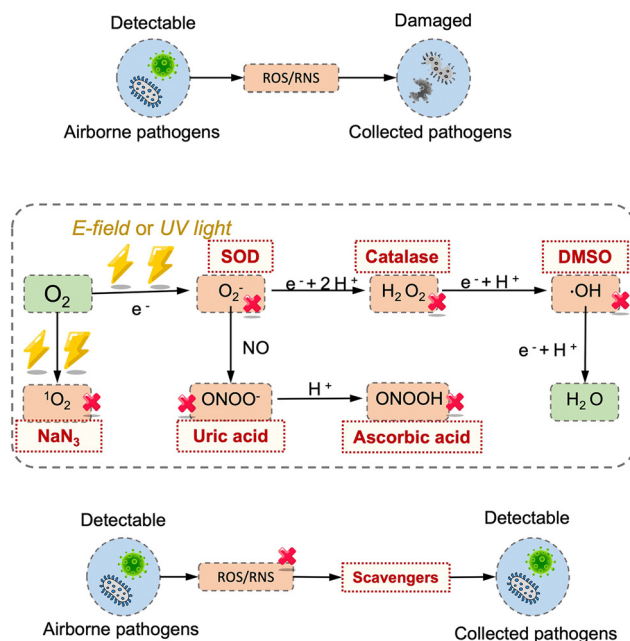 Detectable
Damaged
ROS/RNS
Airborne pathogens
Collected pathogens
E-field or UV light
SOD
Catalase
DMSO
O₂
e⁻
O₂⁻
e⁻+ 2H⁺
H₂O₂
e⁻+ H⁺
·OH
NO
e⁻+ H⁺
¹O₂
ONOO⁻
H⁺
ONOOH
H₂O
NaN₃
Uric acid
Ascorbic acid
Detectable
Detectable
ROS/RNS
Scavengers
Airborne pathogens
Collected pathogens